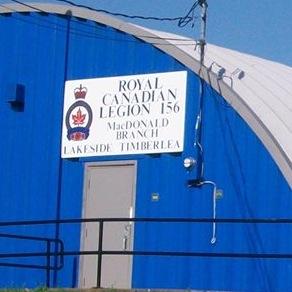 ROYAL
CANADIAN
LEGION 156
MACDONALD
BRANCH
LAKESIDE TIMBERLEA